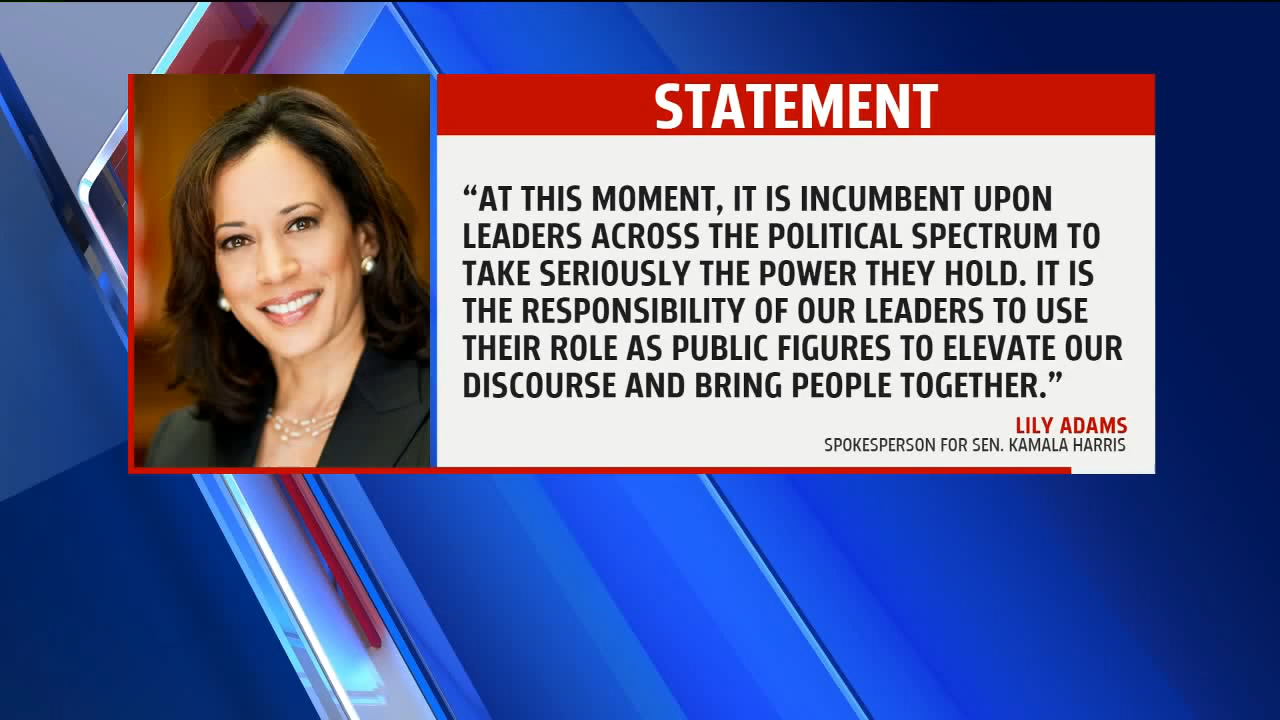 STATEMENT
“AT THIS MOMENT, IT IS INCUMBENT UPON
LEADERS ACROSS THE POLITICAL SPECTRUM TO
TAKE SERIOUSLY THE POWER THEY HOLD. IT IS
THE RESPONSIBILITY OF OUR LEADERS TO USE
THEIR ROLE AS PUBLIC FIGURES TO ELEVATE OUR
DISCOURSE AND BRING PEOPLE TOGETHER.”
LILY ADAMS
SPOKESPERSON FOR SEN. KAMALA HARRIS